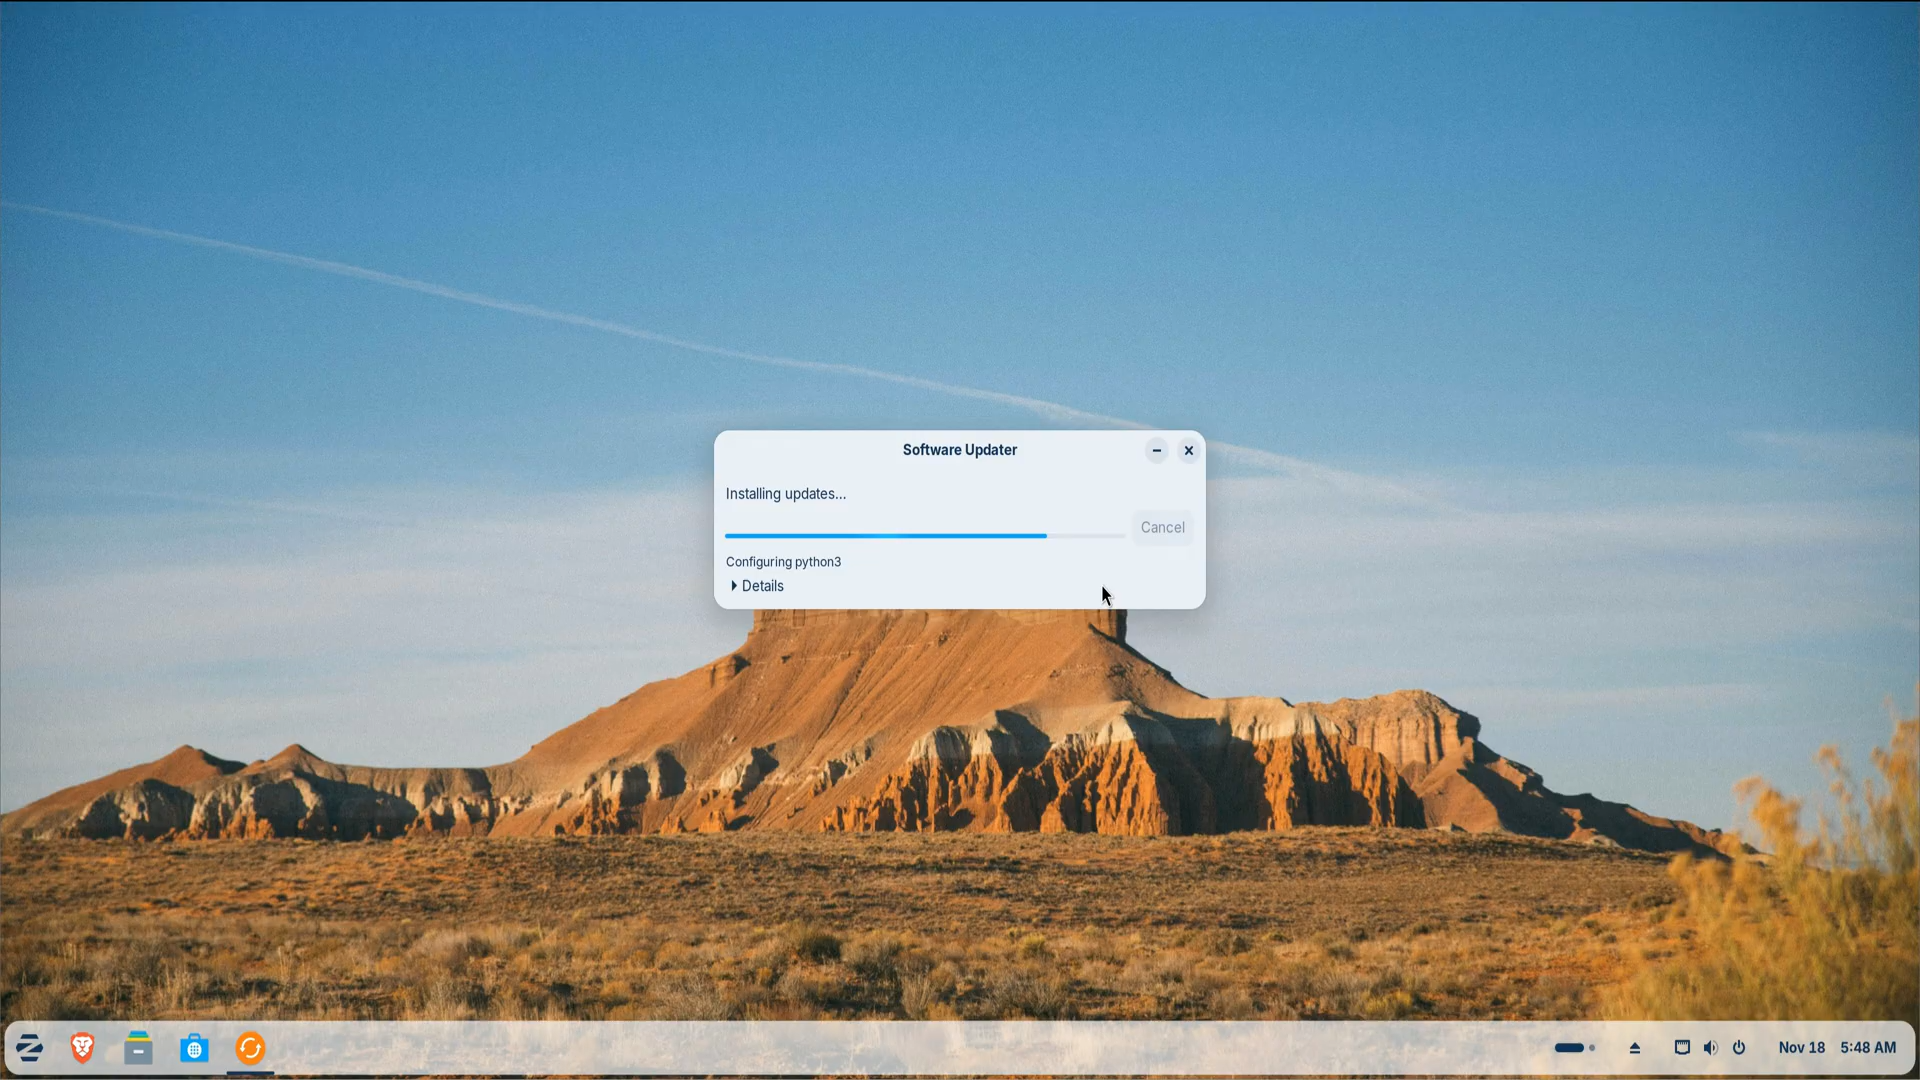 Software Updater
Installing updates...
Cancel
Configuring python3
Details
Nov 18 5:48 AM